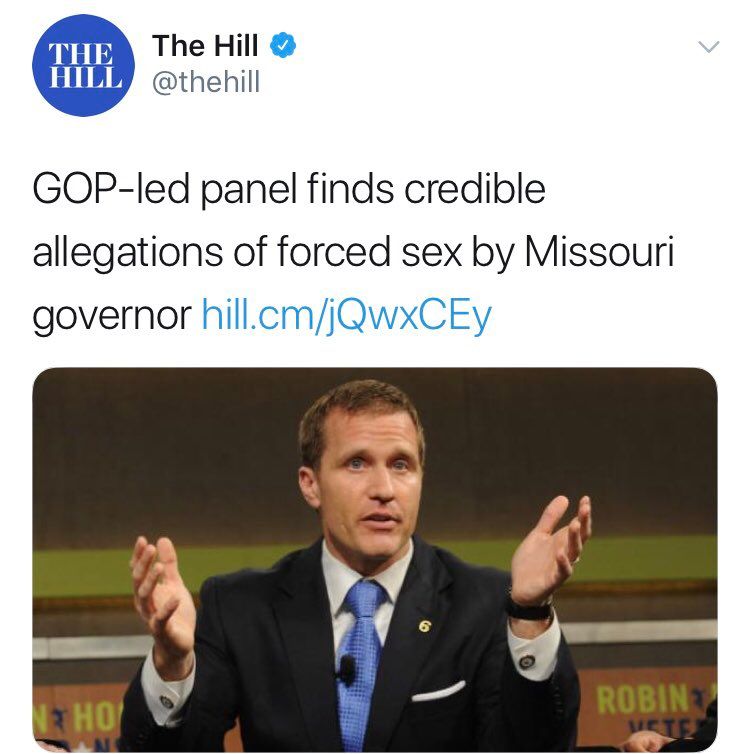 THE
HILL
The Hill
@thehill
GOP-led panel finds credible
allegations of forced sex by Missouri
governor hill.cm/jQwxCEy
6
HO
ROBIN